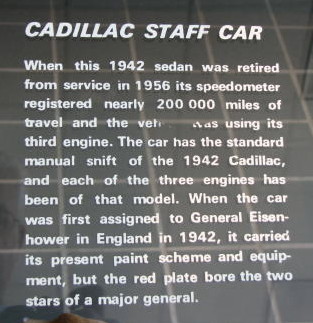 CADILLAC STAFF CAR
When this 1942 sedan was retired
from service in 1956 its speedometer
registered nearly 200 000 miles of
travel and the using its
third engine. The car has the standard
manual snift of the 1942 Cadillac,
and each of the three engines has
been of that model. When the car
was first assigned to General Eisen-
hower in England in 1942, it carried
its present paint scheme and equip-
ment, but the red plate bore the two
stars of a major general.